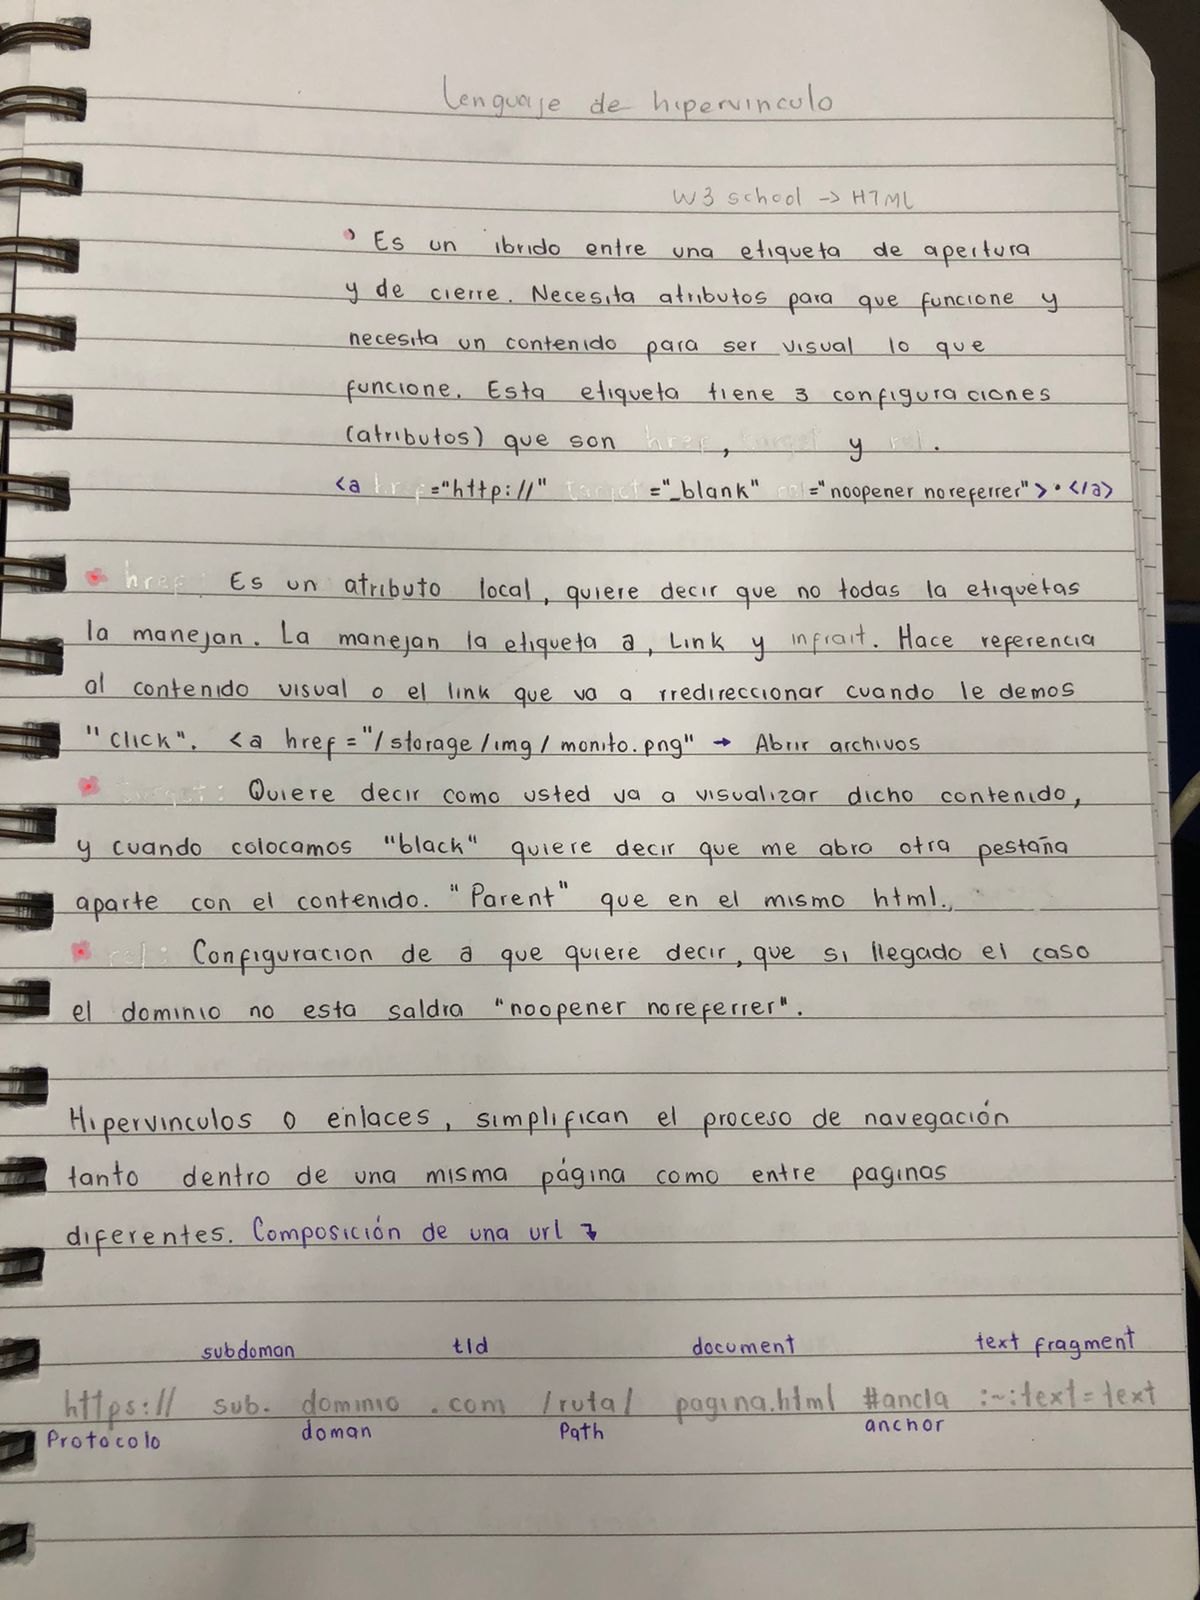 Lenguaje de hipervinculo
W3 school -> HTML
• Es un ibrido entre una etiqueta de apertura
y de cierre. Necesita atributos para que funcione y
necesita un contenido para ser visual lo que
funcione. Esta etiqueta tiene 3 configuraciones
(atributos) que son href, target y rel.
<a href="http://" target="_blank" rel="noopener noreferrer">•</a>
href: Es un atributo local, quiere decir que no todas la etiquetas
la manejan. La manejan la etiqueta a, Link y infrait. Hace referencia
al contenido visual o el link que va a rredireccionar cuando le demos
"click". <a href="/storage/img/monito.png" → Abrir archivos
target: Quiere decir como usted va a visualizar dicho contenido,
y cuando colocamos "black" quiere decir que me abra otra pestaña
aparte con el contenido. "Parent" que en el mismo html.
rel: Configuracion de a que quiere decir, que si llegado el caso
el dominio no esta saldra "noopener noreferrer".
Hipervinculos o enlaces, simplifican el proceso de navegación
tanto dentro de una misma página como entre paginas
diferentes. Composición de una url ↴
subdoman tld document text fragment
https:// sub. dominio .com /ruta/ pagina.html #ancla :~:text=text
Protocolo doman Path anchor